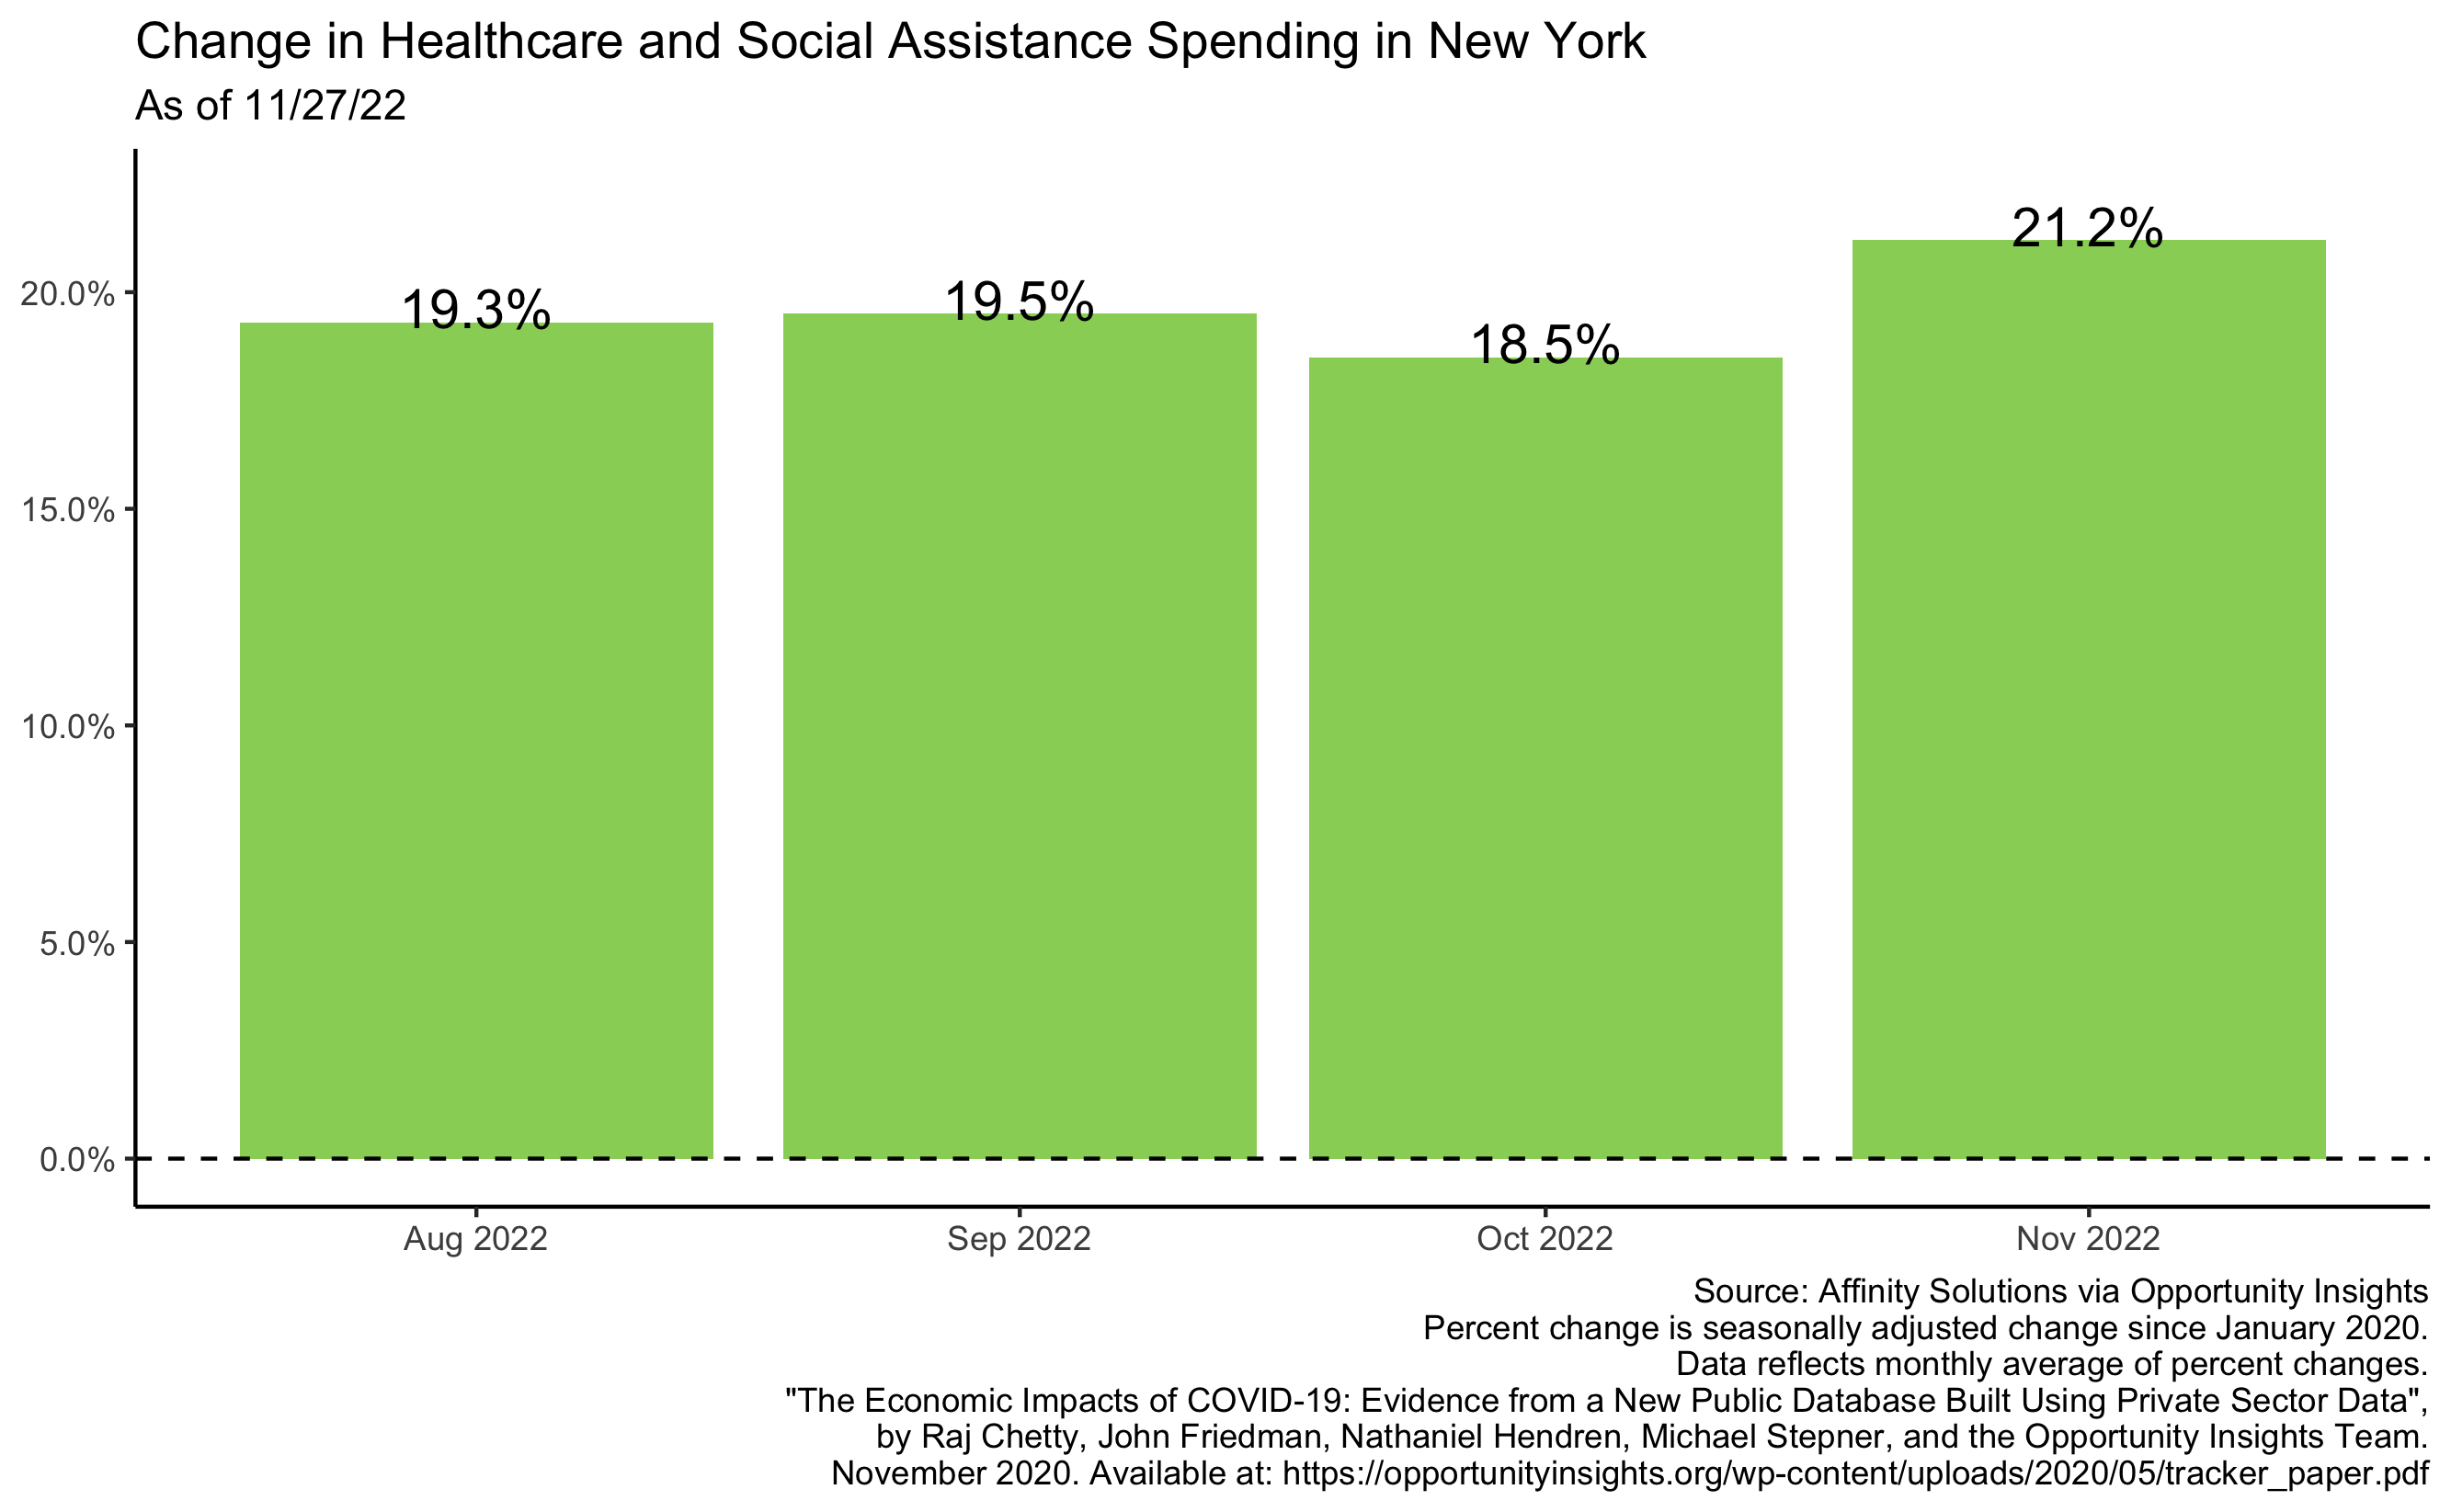 Change in Healthcare and Social Assistance Spending in New York
As of 11/27/22
19.3%
19.5%
18.5%
21.2%
20.0%
15.0%
10.0%
5.0%
0.0%
Aug 2022
Sep 2022
Oct 2022
Nov 2022
Source: Affinity Solutions via Opportunity Insights
Percent change is seasonally adjusted change since January 2020.
Data reflects monthly average of percent changes.
"The Economic Impacts of COVID-19: Evidence from a New Public Database Built Using Private Sector Data",
by Raj Chetty, John Friedman, Nathaniel Hendren, Michael Stepner, and the Opportunity Insights Team.
November 2020. Available at: https://opportunityinsights.org/wp-content/uploads/2020/05/tracker_paper.pdf